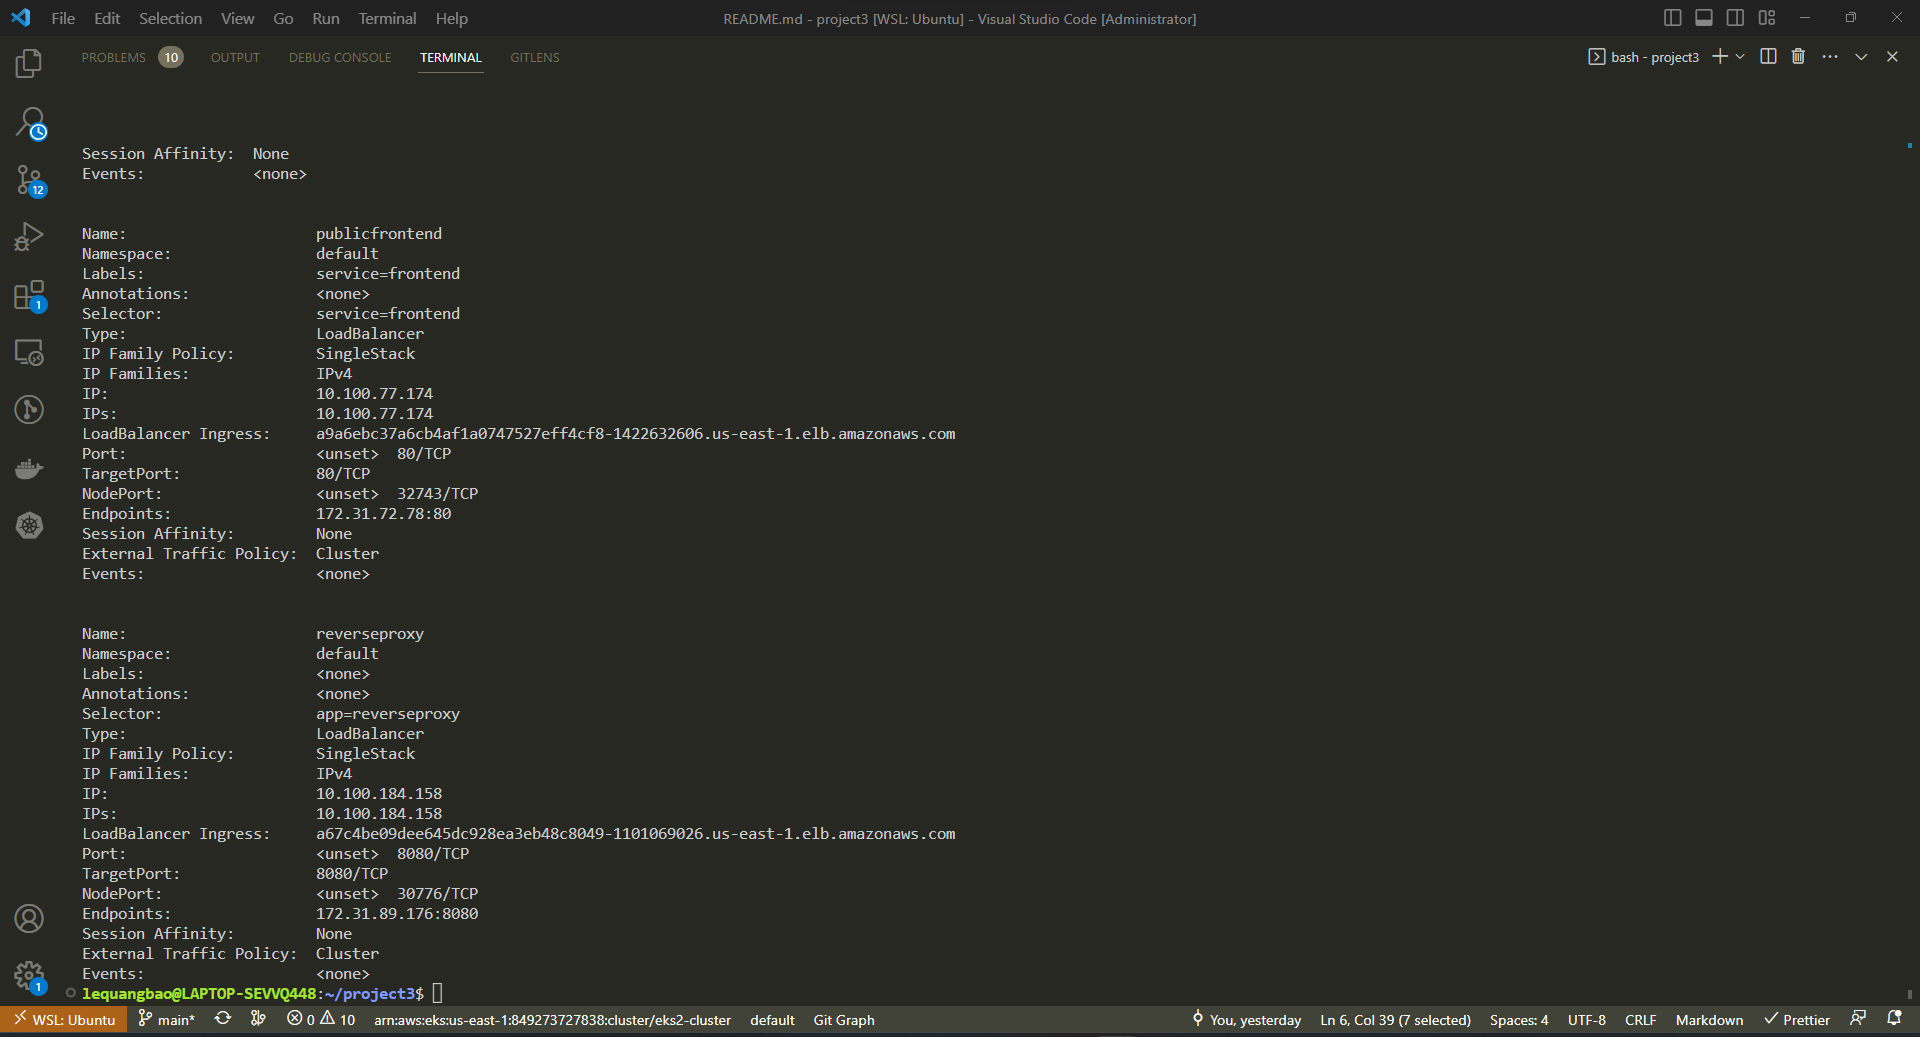 File Edit Selection View Go Run Terminal Help
README.md - project3 [WSL: Ubuntu] - Visual Studio Code [Administrator]
PROBLEMS 10 OUTPUT DEBUG CONSOLE TERMINAL GITLENS
bash - project3
Session Affinity: None
Events: <none>
Name: publicfrontend
Namespace: default
Labels: service=frontend
Annotations: <none>
Selector: service=frontend
Type: LoadBalancer
IP Family Policy: SingleStack
IP Families: IPv4
IP: 10.100.77.174
IPs: 10.100.77.174
LoadBalancer Ingress: a9a6ebc37a6cb4af1a0747527eff4cf8-1422632606.us-east-1.elb.amazonaws.com
Port: <unset> 80/TCP
TargetPort: 80/TCP
NodePort: <unset> 32743/TCP
Endpoints: 172.31.72.78:80
Session Affinity: None
External Traffic Policy: Cluster
Events: <none>
Name: reverseproxy
Namespace: default
Labels: <none>
Annotations: <none>
Selector: app=reverseproxy
Type: LoadBalancer
IP Family Policy: SingleStack
IP Families: IPv4
IP: 10.100.184.158
IPs: 10.100.184.158
LoadBalancer Ingress: a67c4be09dee645dc928ea3eb48c8049-1101069026.us-east-1.elb.amazonaws.com
Port: <unset> 8080/TCP
TargetPort: 8080/TCP
NodePort: <unset> 30776/TCP
Endpoints: 172.31.89.176:8080
Session Affinity: None
External Traffic Policy: Cluster
Events: <none>
lequangbao@LAPTOP-SEVVQ448:~/project3$
12
1
1
WSL: Ubuntu main* 0 10 arn:aws:eks:us-east-1:849273727838:cluster/eks2-cluster default Git Graph You, yesterday Ln 6, Col 39 (7 selected) Spaces: 4 UTF-8 CRLF Markdown Prettier